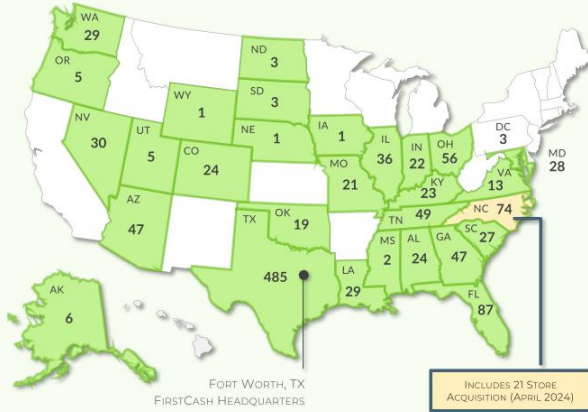 WA
29
OR
5
NV
30
UT
5
AZ
47
WY
1
CO
24
ND
3
SD
3
NE
1
IA
1
MO
21
OK
19
TX
485
LA
29
IL
36
IN
22
OH
56
KY
23
TN
49
MS
2
AL
24
GA
47
SC
27
NC 74
VA
13
DC
3
MD
28
FL
87
AK
6
FORT WORTH, TX
FIRSTCASH HEADQUARTERS
INCLUDES 21 STORE
ACQUISITION (APRIL 2024)